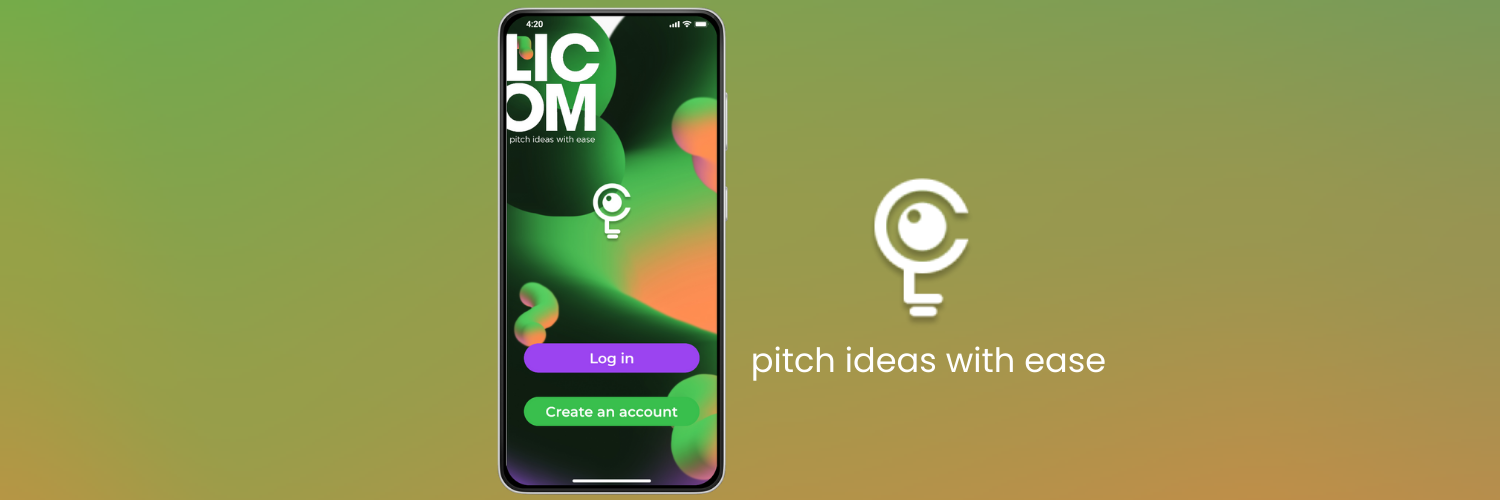 4:20
LIC
OM
pitch ideas with ease
Log in
Create an account
pitch ideas with ease